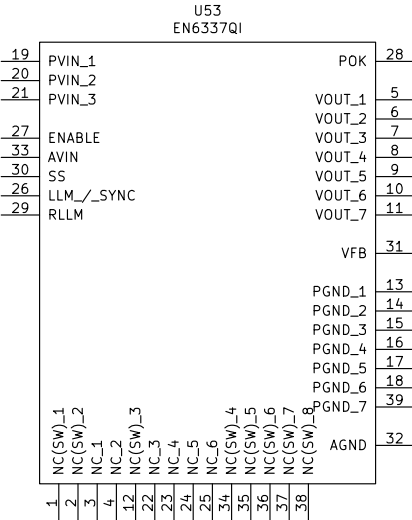 U53
EN6337QI
19 PVIN_1 POK 28
20 PVIN_2
21 PVIN_3 VOUT_1 5
VOUT_2 6
27 ENABLE VOUT_3 7
33 AVIN VOUT_4 8
30 SS VOUT_5 9
26 LLM_/_SYNC VOUT_6 10
29 RLLM VOUT_7 11
VFB 31
PGND_1 13
PGND_2 14
PGND_3 15
PGND_4 16
PGND_5 17
PGND_6 18
PGND_7 39
AGND 32
NC(SW)_1 1
NC(SW)_2 2
NC_1 3
NC_2 4
NC(SW)_3 12
NC_3 22
NC_4 23
NC_5 24
NC_6 25
NC(SW)_4 34
NC(SW)_5 35
NC(SW)_6 36
NC(SW)_7 37
NC(SW)_8 38